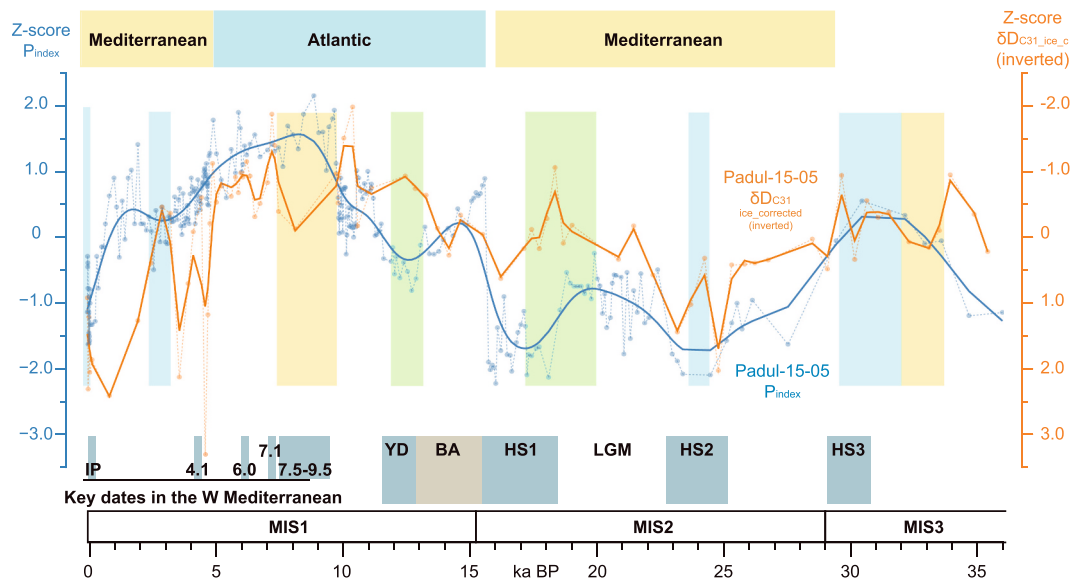 Z-score
Pindex
Mediterranean
Atlantic
Mediterranean
Z-score
δDC31_ice_c
(inverted)
2.0
1.0
0
−1.0
−2.0
−3.0
-2.0
-1.0
0
1.0
2.0
3.0
Padul-15-05
δDC31
ice_corrected
(inverted)
Padul-15-05
Pindex
IP
4.1
6.0
7.1
7.5-9.5
YD
BA
HS1
LGM
HS2
HS3
Key dates in the W Mediterranean
MIS1
MIS2
MIS3
0
5
10
15
ka BP
20
25
30
35